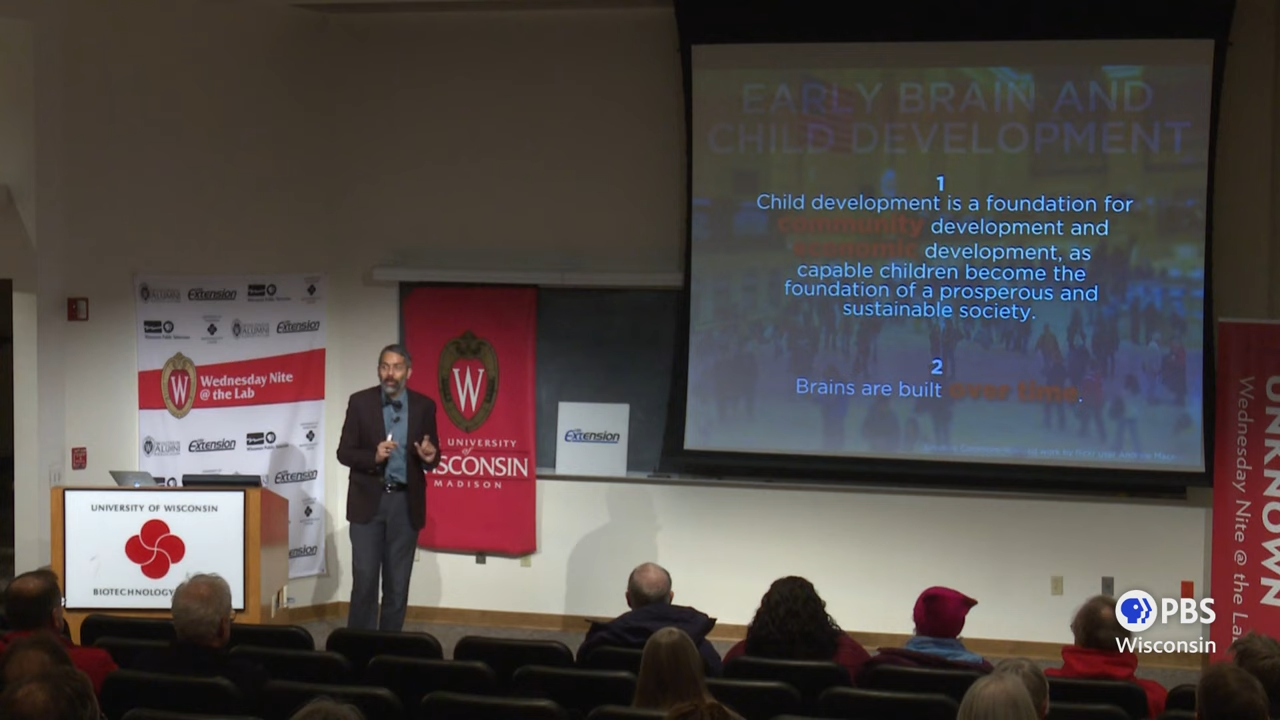 EARLY BRAIN AND
CHILD DEVELOPMENT
1
Child development is a foundation for
community development and
economic development, as
capable children become the
foundation of a prosperous and
sustainable society.
2
Brains are built over time.
Extension
Extension
Wednesday Nite
@ the Lab
Extension
Extension
W
W
UNIVERSITY
of
WISCONSIN
MADISON
Extension
UNIVERSITY OF WISCONSIN
BIOTECHNOLOGY
UNKNOWN
Wednesday Nite @ the La
PBS
Wisconsin